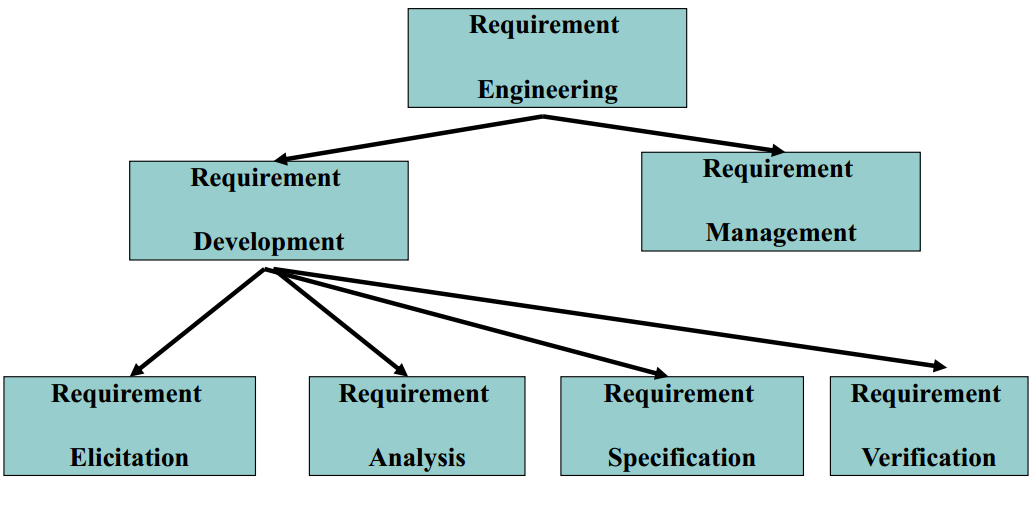 Requirement
Engineering
Requirement
Development
Requirement
Management
Requirement
Elicitation
Requirement
Analysis
Requirement
Specification
Requirement
Verification